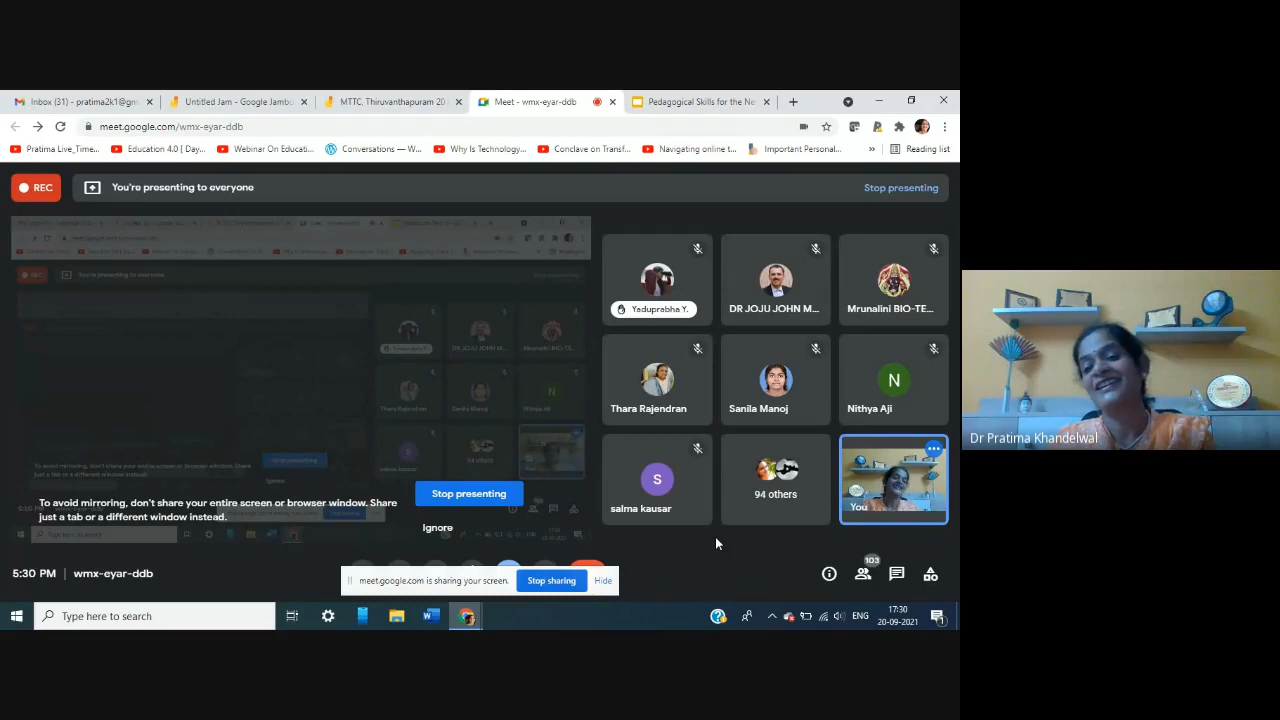 Inbox (31) - pratima2k1@gm
Untitled Jam - Google Jambo
MTTC, Thiruvanthapuram 20
Meet - wmx-eyar-ddb
Pedagogical Skills for the Ne
meet.google.com/wmx-eyar-ddb
Pratima Live_Time...
Education 4.0 [ Day...
Webinar On Educati...
Conversations — W...
Why Is Technology...
Conclave on Transf...
Navigating online t...
Important Personal...
»
Reading list
REC
You're presenting to everyone
Stop presenting
Yaduprabha Y.
DR JOJU JOHN M...
Mrunalini BIO-TE...
Thara Rajendran
Sanila Manoj
N
Nithya Aji
S
salma kausar
94 others
You
Dr Pratima Khandelwal
To avoid mirroring, don't share your entire screen or browser window. Share
just a tab or a different window instead.
Stop presenting
Ignore
5:30 PM | wmx-eyar-ddb
meet.google.com is sharing your screen.
Stop sharing
Hide
103
Type here to search
ENG
17:30
20-09-2021
1